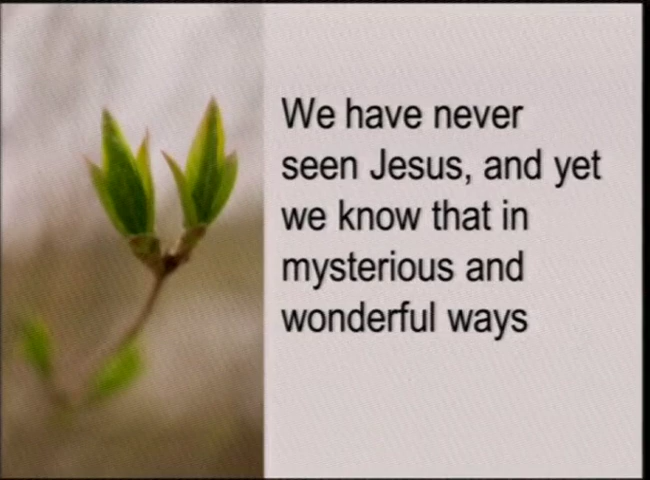 We have never
seen Jesus, and yet
we know that in
mysterious and
wonderful ways